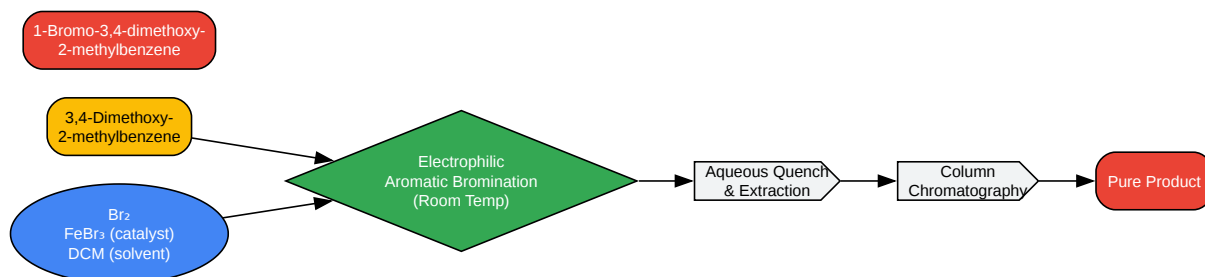 1-Bromo-3,4-dimethoxy-
2-methylbenzene
3,4-Dimethoxy-
2-methylbenzene
Br₂
FeBr₃ (catalyst)
DCM (solvent)
Electrophilic
Aromatic Bromination
(Room Temp)
Aqueous Quench
& Extraction
Column
Chromatography
Pure Product